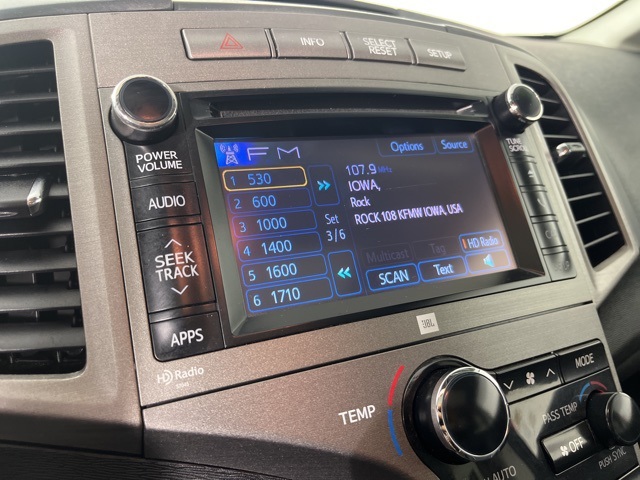 INFO
SELECT RESET
SETUP
POWER VOLUME
AUDIO
SEEK TRACK
APPS
HD Radio
FM
Options
Source
1 530
2 600
3 1000
4 1400
5 1600
6 1710
Set
3/6
107.9 MHz
IOWA,
Rock
ROCK 108 KFMW IOWA, USA
Multicast
Tag
HD Radio
SCAN
Text
TUNE SCROLL
JBL
TEMP
AUTO
MODE
PASS TEMP
OFF
PUSH SYNC